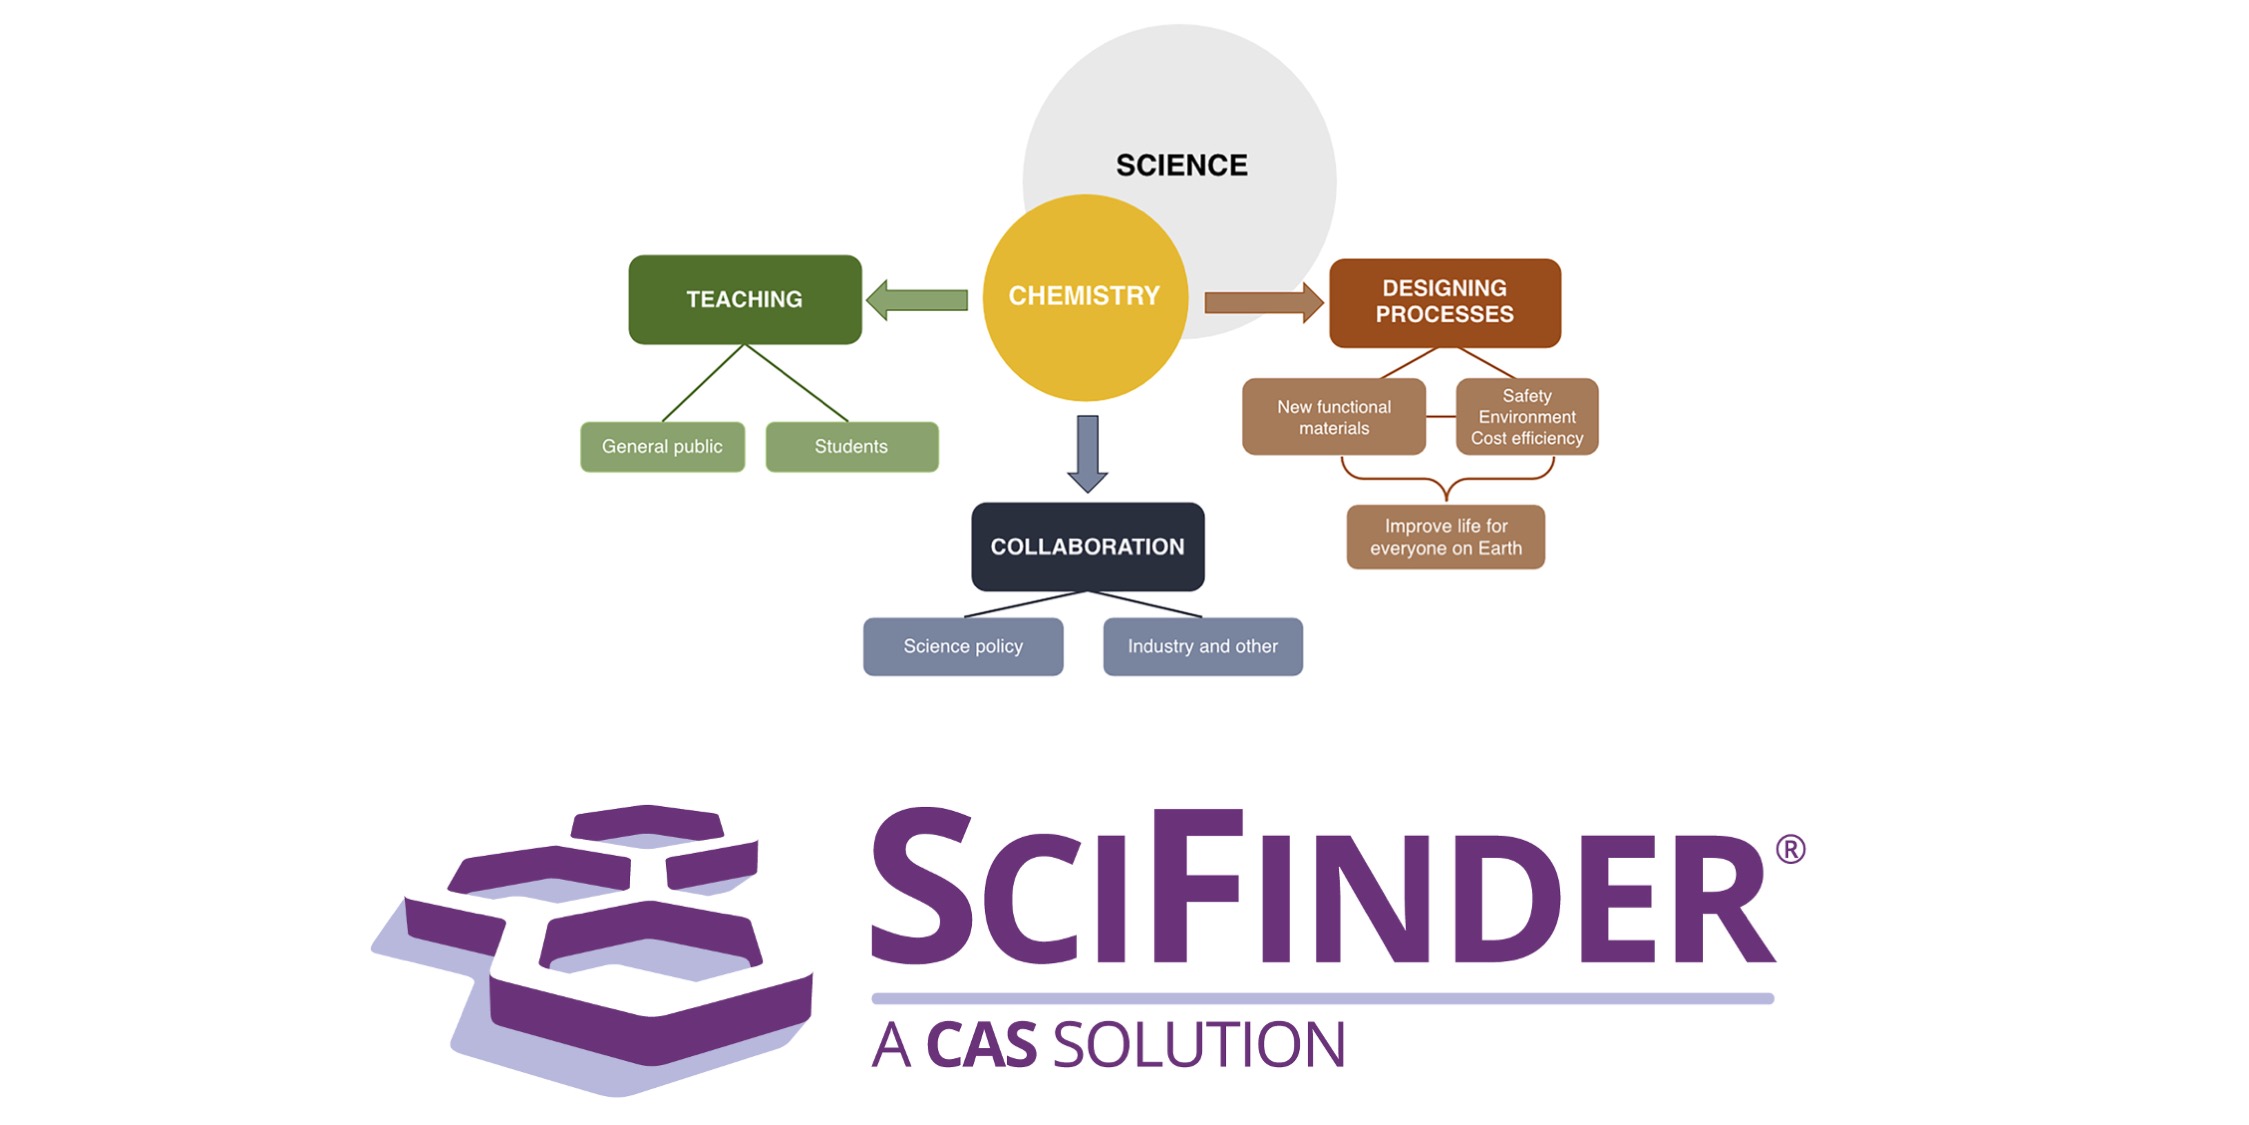 SCIENCE
CHEMISTRY
TEACHING
General public
Students
COLLABORATION
Science policy
Industry and other
DESIGNING
PROCESSES
New functional
materials
Safety
Environment
Cost efficiency
Improve life for
everyone on Earth
SCIFINDER®
A CAS SOLUTION